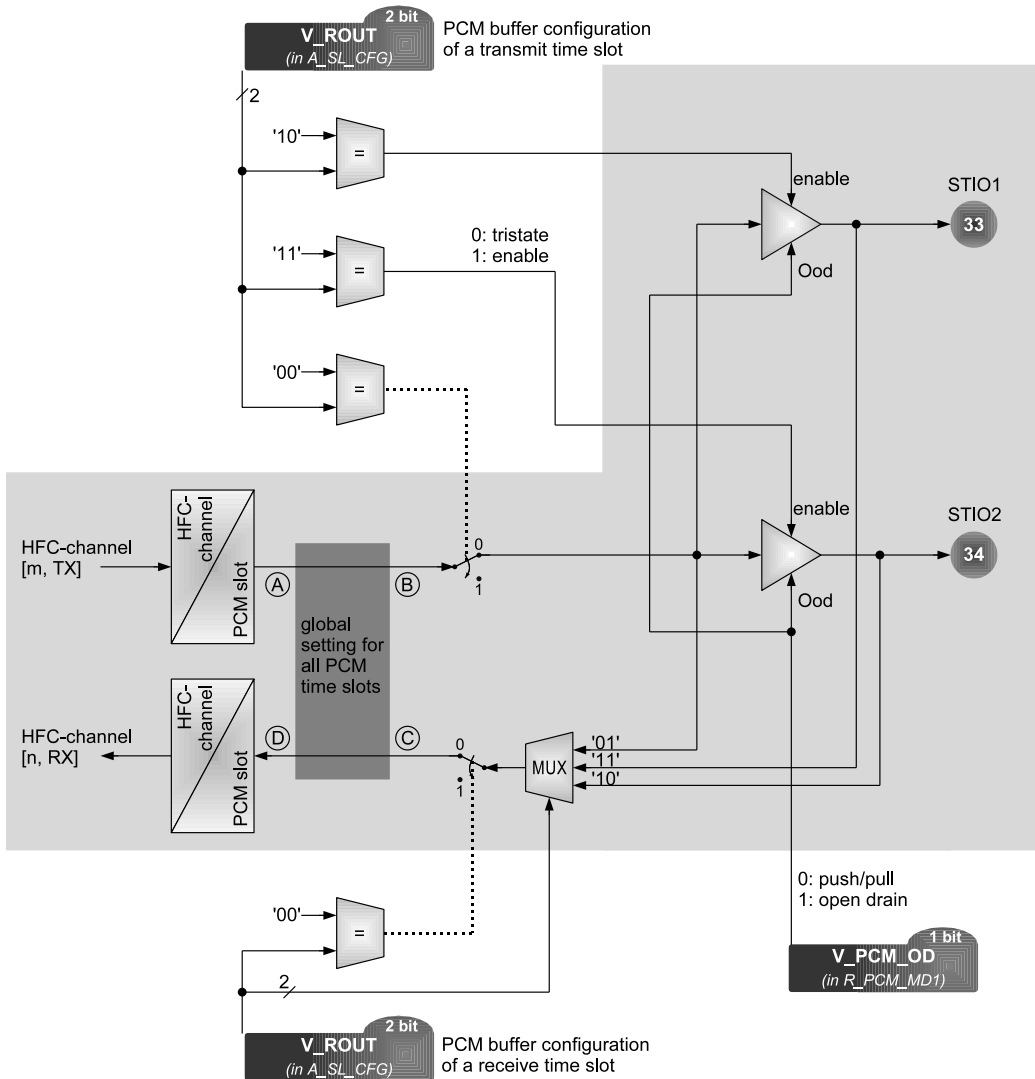 2 bit
V_ROUT
(in A_SL_CFG)
PCM buffer configuration
of a transmit time slot
2
'10'
=
enable
STIO1
33
'11'
=
0: tristate
1: enable
Ood
'00'
=
enable
STIO2
34
Ood
HFC-channel
[m, TX]
HFC-
channel
PCM slot
A
B
0
1
global
setting for
all PCM
time slots
HFC-channel
[n, RX]
HFC-
channel
PCM slot
D
C
0
1
MUX
'01'
'11'
'10'
0: push/pull
1: open drain
'00'
=
2
1 bit
V_PCM_OD
(in R_PCM_MD1)
2 bit
V_ROUT
(in A_SL_CFG)
PCM buffer configuration
of a receive time slot